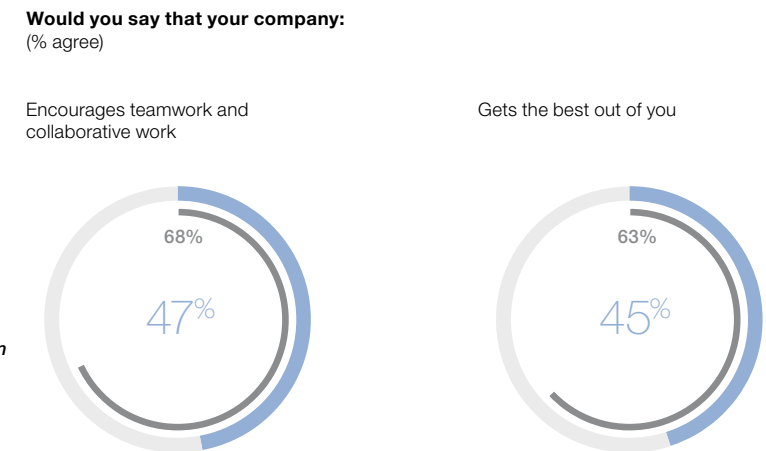 Would you say that your company:
(% agree)
Encourages teamwork and
collaborative work
Gets the best out of you
68%
47%
63%
45%